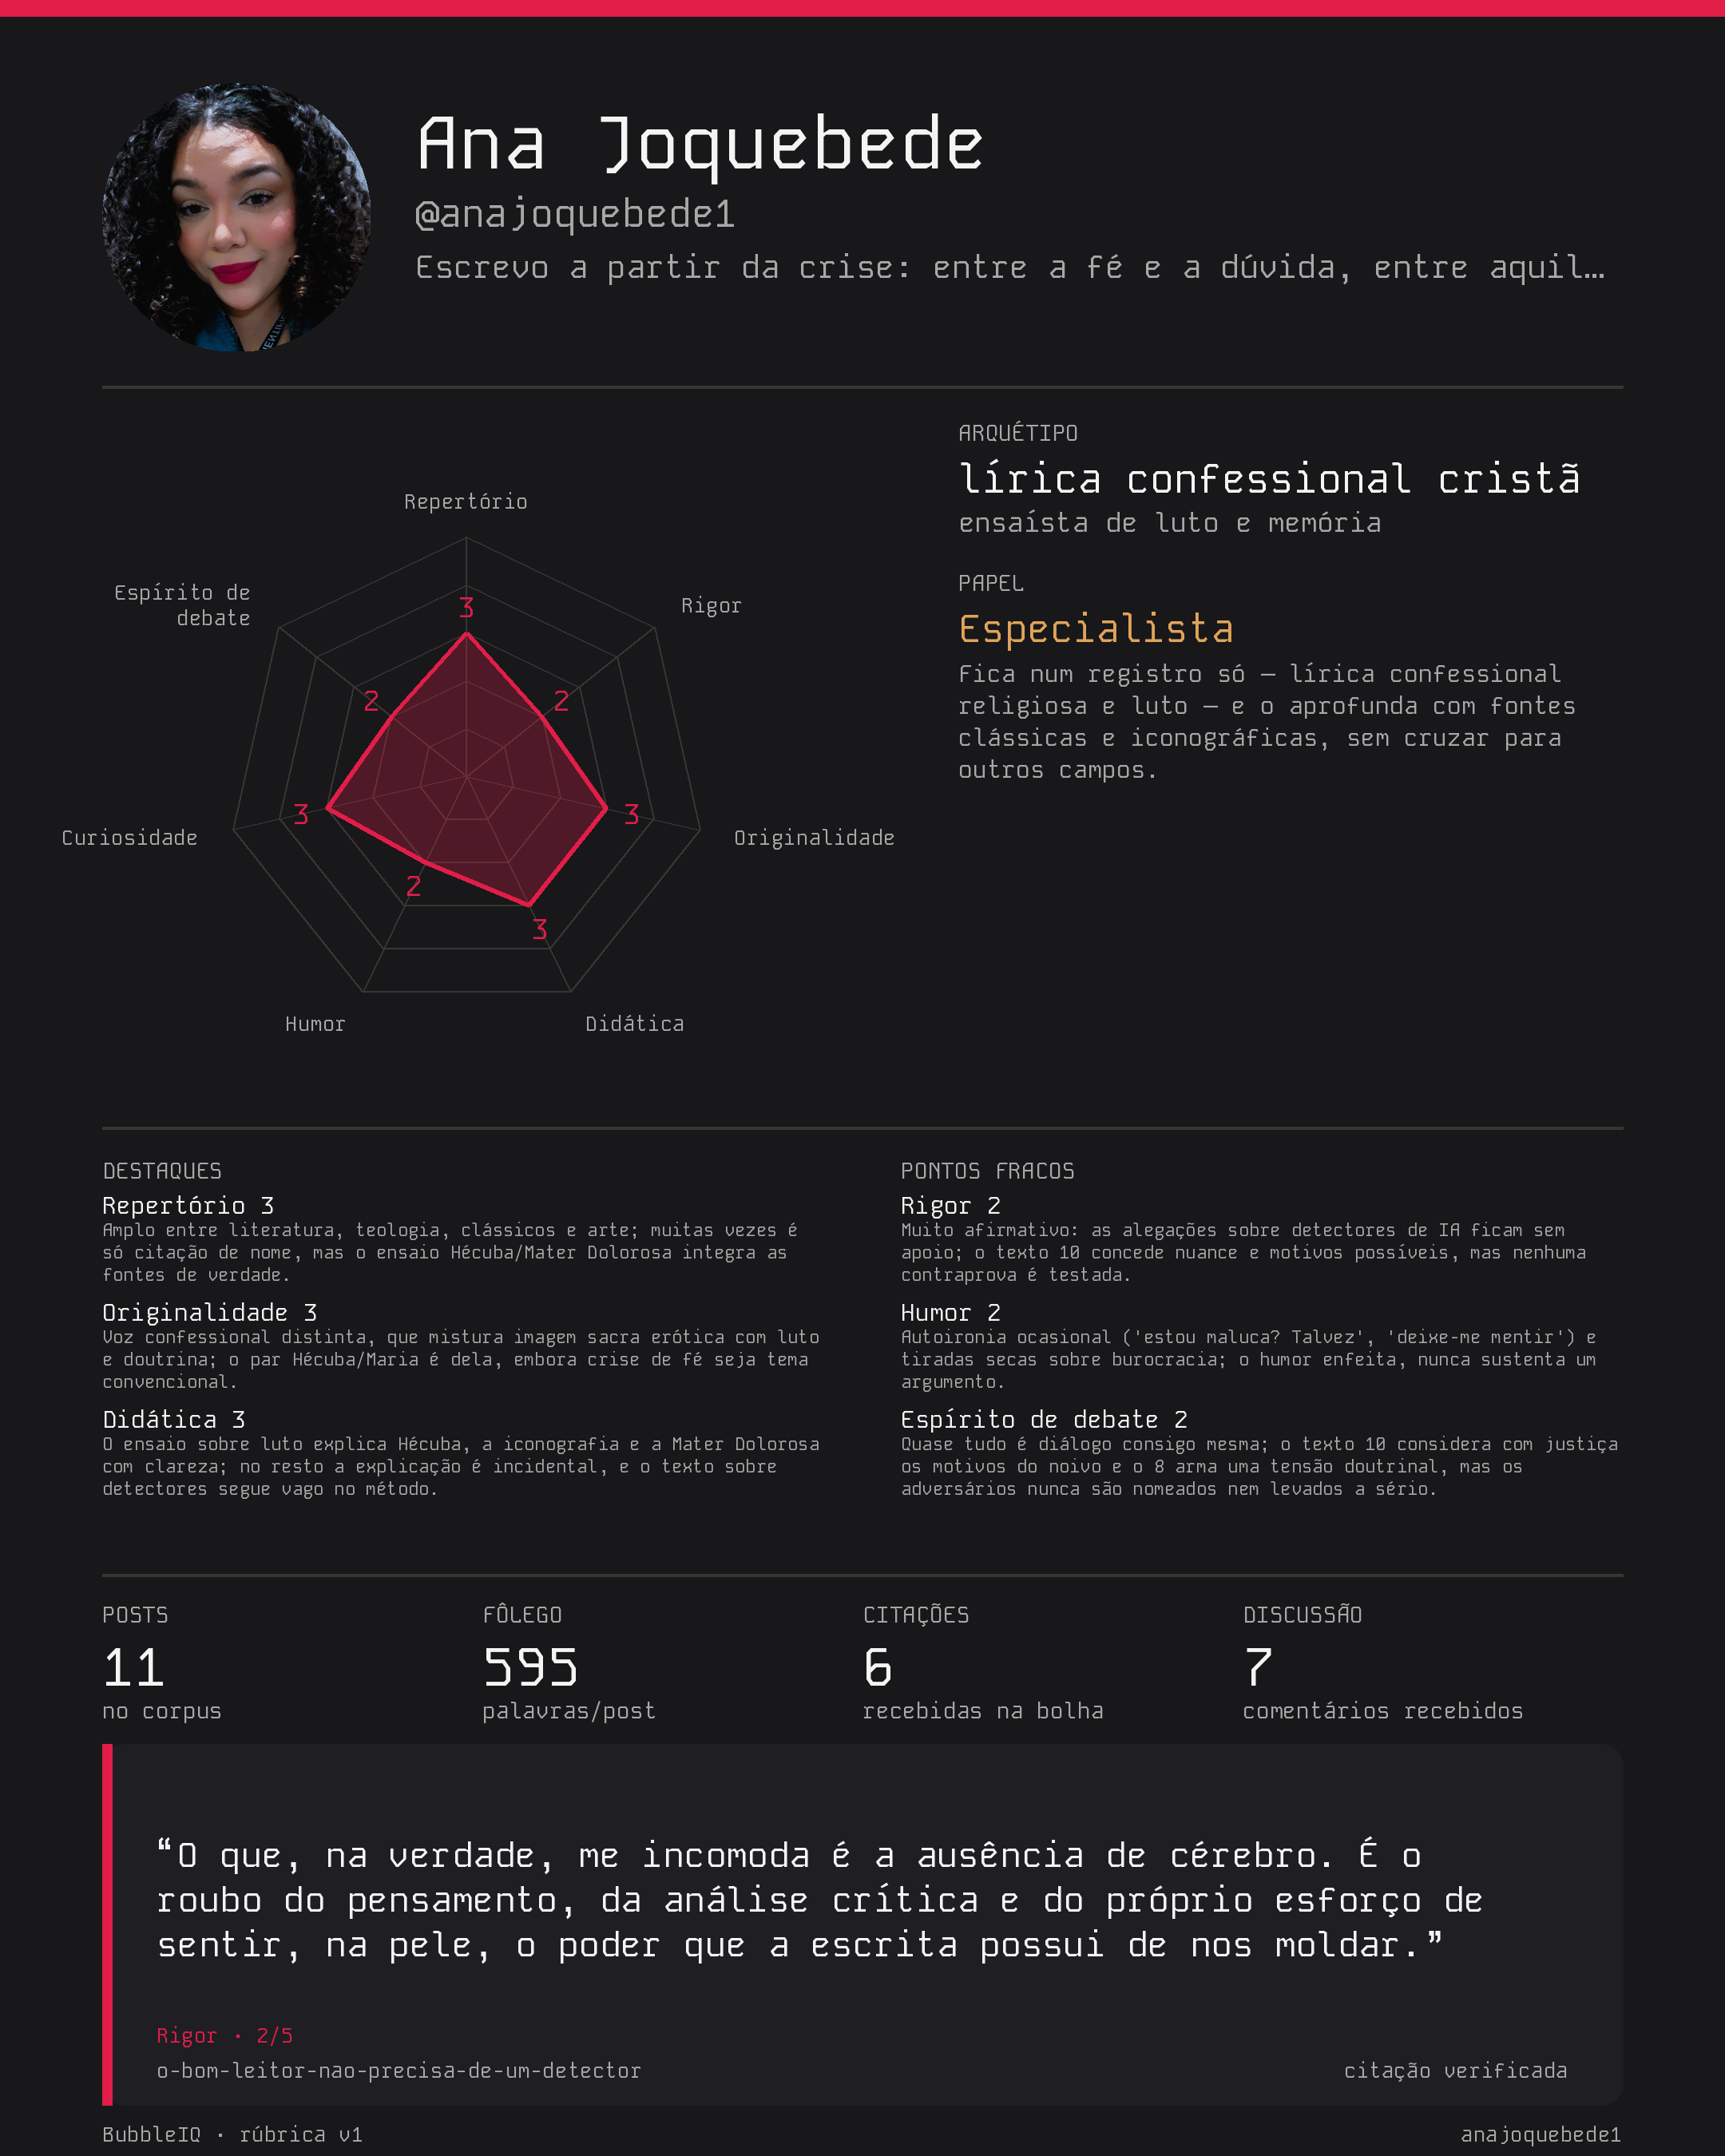 Ana Joquebede
@anajoquebede1
Escrevo a partir da crise: entre a fé e a dúvida, entre aquil…
Repertório
Espírito de
debate
Rigor
3
2
2
Curiosidade
3
3
Originalidade
2
3
Humor
Didática
ARQUÉTIPO
lírica confessional cristã
ensaísta de luto e memória
PAPEL
Especialista
Fica num registro só — lírica confessional
religiosa e luto — e o aprofunda com fontes
clássicas e iconográficas, sem cruzar para
outros campos.
DESTAQUES
Repertório 3
Amplo entre literatura, teologia, clássicos e arte; muitas vezes é
só citação de nome, mas o ensaio Hécuba/Mater Dolorosa integra as
fontes de verdade.
Originalidade 3
Voz confessional distinta, que mistura imagem sacra erótica com luto
e doutrina; o par Hécuba/Maria é dela, embora crise de fé seja tema
convencional.
Didática 3
O ensaio sobre luto explica Hécuba, a iconografia e a Mater Dolorosa
com clareza; no resto a explicação é incidental, e o texto sobre
detectores segue vago no método.
PONTOS FRACOS
Rigor 2
Muito afirmativo: as alegações sobre detectores de IA ficam sem
apoio; o texto 10 concede nuance e motivos possíveis, mas nenhuma
contraprova é testada.
Humor 2
Autoironia ocasional ('estou maluca? Talvez', 'deixe-me mentir') e
tiradas secas sobre burocracia; o humor enfeita, nunca sustenta um
argumento.
Espírito de debate 2
Quase tudo é diálogo consigo mesma; o texto 10 considera com justiça
os motivos do noivo e o 8 arma uma tensão doutrinal, mas os
adversários nunca são nomeados nem levados a sério.
POSTS
11
no corpus
FÔLEGO
595
palavras/post
CITAÇÕES
6
recebidas na bolha
DISCUSSÃO
7
comentários recebidos
“O que, na verdade, me incomoda é a ausência de cérebro. É o
roubo do pensamento, da análise crítica e do próprio esforço de
sentir, na pele, o poder que a escrita possui de nos moldar.”
Rigor · 2/5
o-bom-leitor-nao-precisa-de-um-detector
citação verificada
BubbleIQ · rúbrica v1
anajoquebede1